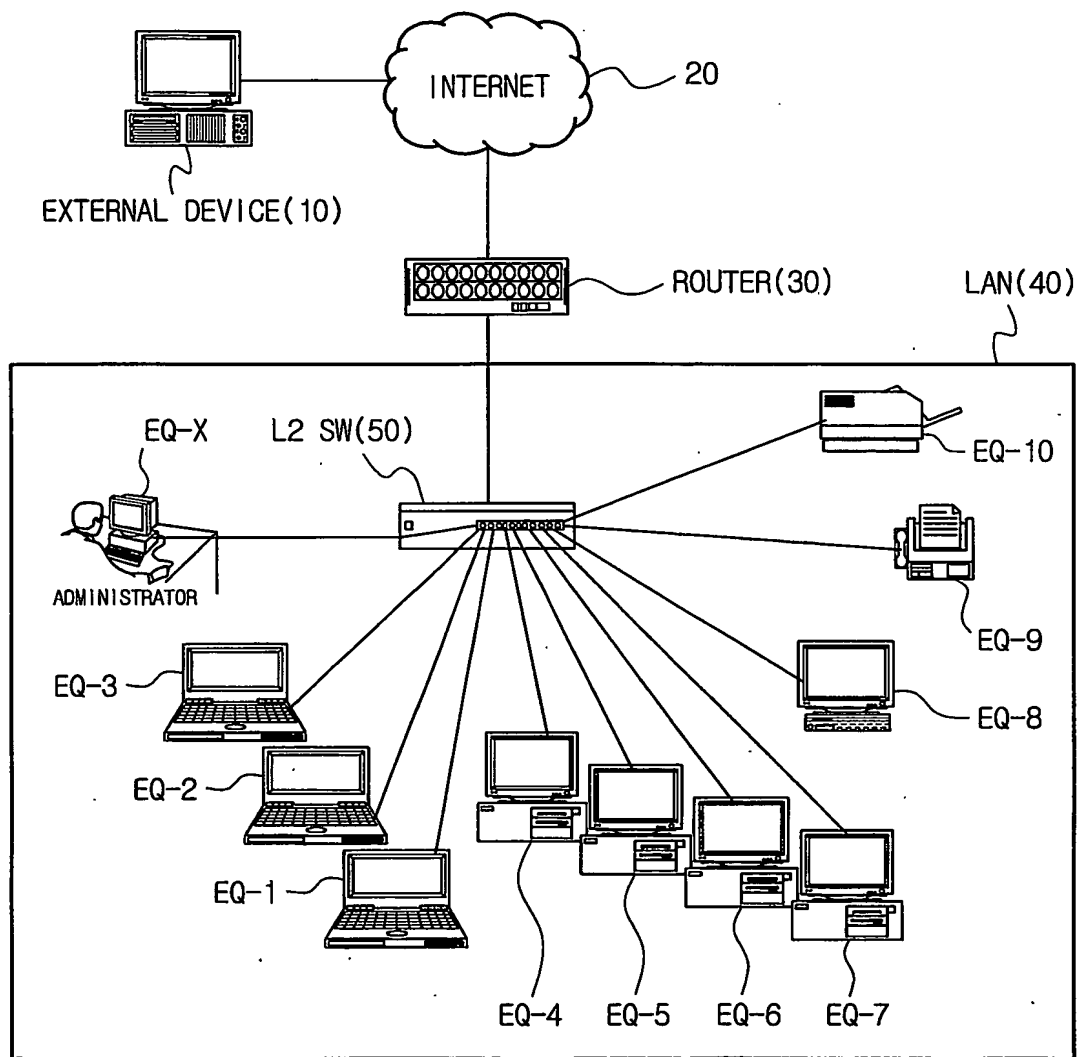 INTERNET
20
EXTERNAL DEVICE(10)
ROUTER(30)
LAN(40)
EQ-X
L2 SW(50)
EQ-10
ADMINISTRATOR
EQ-9
EQ-3
EQ-8
EQ-2
EQ-1
EQ-4
EQ-5
EQ-6
EQ-7